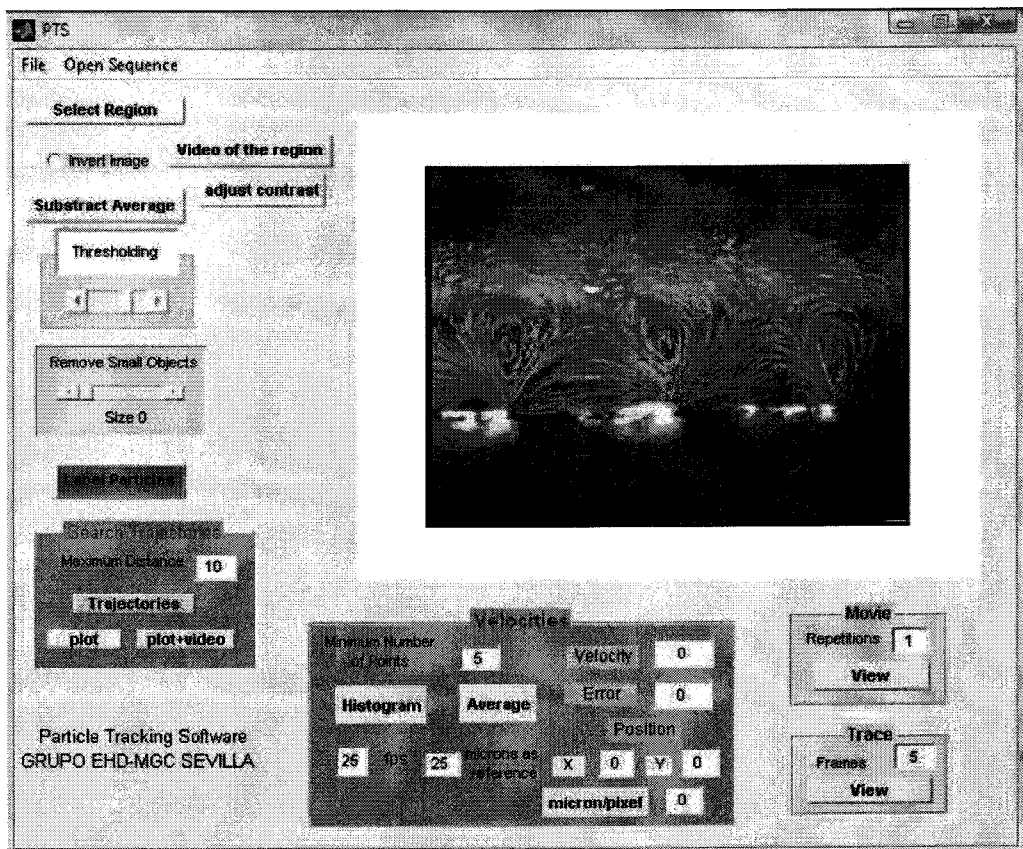 PTS
File Open Sequence
Select Region
Invert Image
Video of the region
adjust contrast
Substract Average
Thresholding
Remove Small Objects
Size 0
Label Particles
Search Trajectories
Maximum Distance 10
Trajectories
plot plot+video
Particle Tracking Software
GRUPO EHD-MGC SEVILLA
Velocities
Minimum Number
of Points 5
Velocity 0
Error 0
Histogram Average
Position
25 fps 25 microns as
reference
X 0 Y 0
micron/pixel 0
Movie
Repetitions 1
View
Trace
Frames 5
View